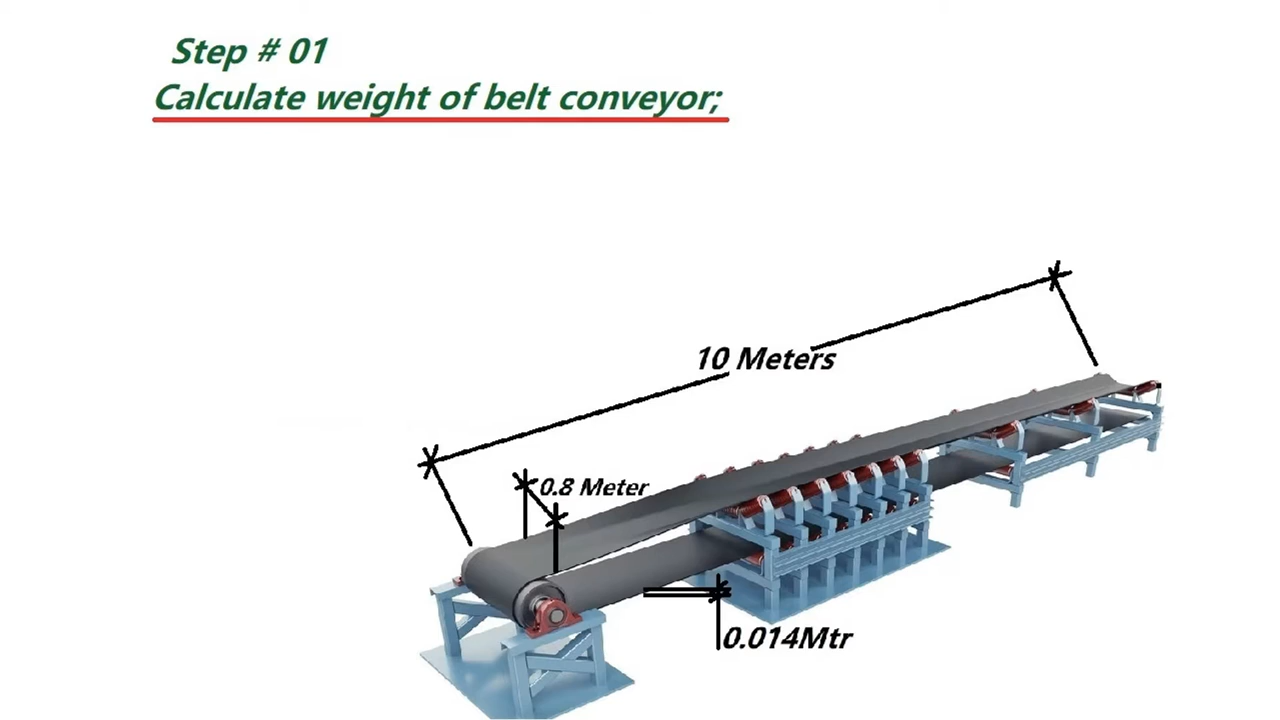 Step # 01
Calculate weight of belt conveyor;
10 Meters
0.8 Meter
0.014Mtr